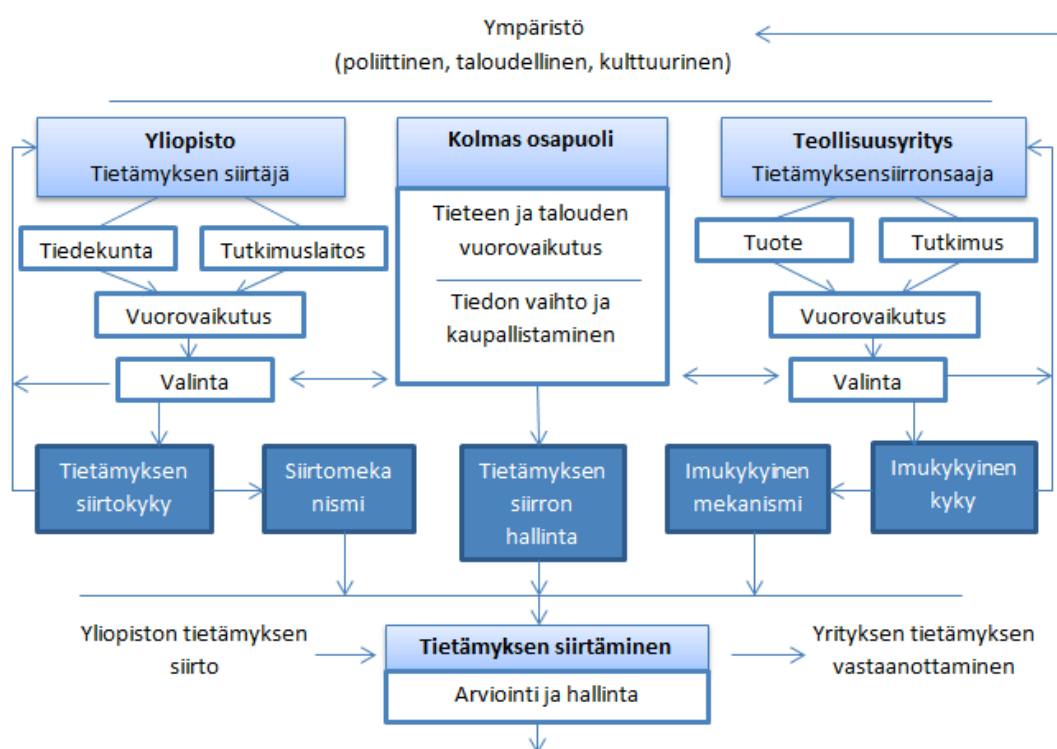 Ympäristö
(poliittinen, taloudellinen, kulttuurinen)
Yliopisto
Tietämyksen siirtäjä
Kolmas osapuoli
Teollisuusyritys
Tietämyksensiirronsaaja
Tiedekunta
Tutkimuslaitos
Tieteen ja talouden
vuorovaikutus
Tuote
Tutkimus
Vuorovaikutus
Tiedon vaihto ja
kaupallistaminen
Vuorovaikutus
Valinta
Valinta
Tietämyksen
siirtokyky
Siirtomeka
nismi
Tietämyksen
siirron
hallinta
Imukykyinen
mekanismi
Imukykyinen
kyky
Yliopiston tietämyksen
siirto
Tietämyksen siirtäminen
Arviointi ja hallinta
Yrityksen tietämyksen
vastaanottaminen